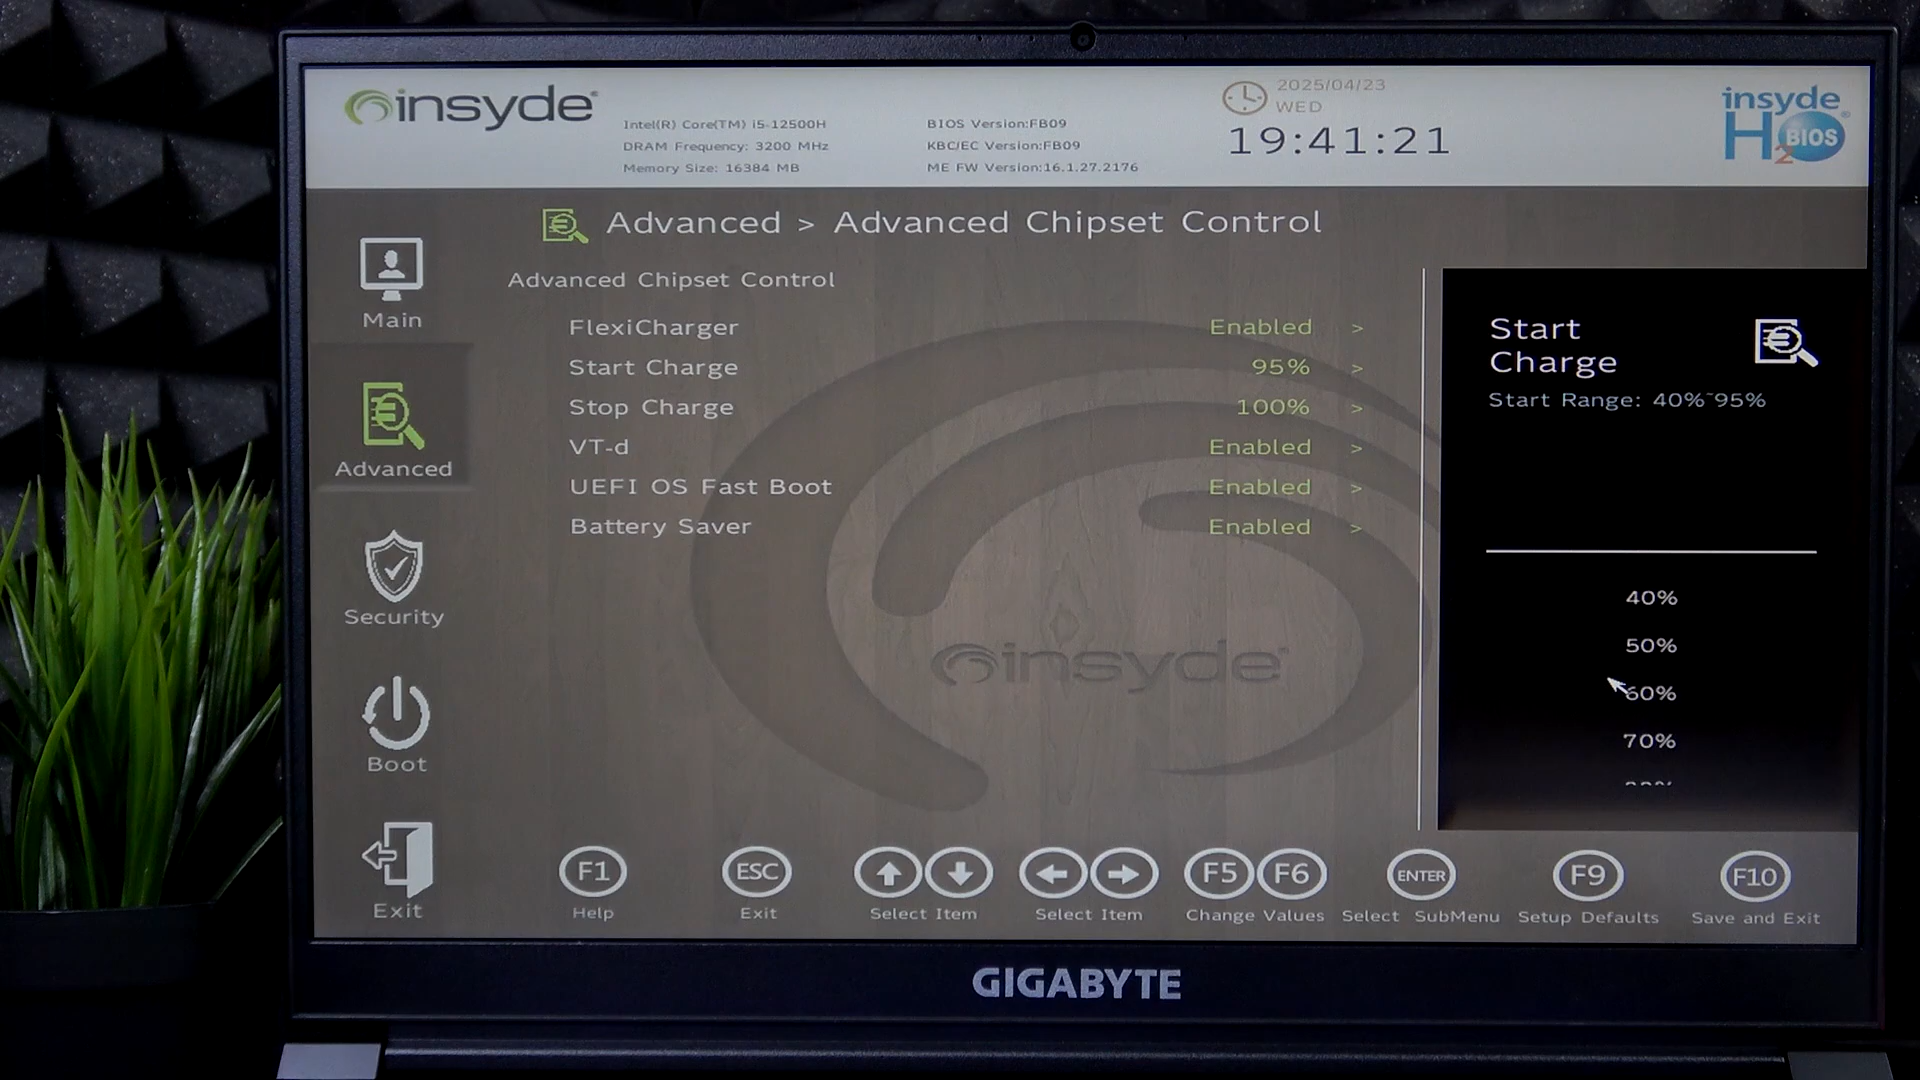 insyde®
Intel(R) Core(TM) i5-12500H
DRAM Frequency: 3200 MHz
Memory Size: 16384 MB
BIOS Version:FB09
KBC/EC Version:FB09
ME FW Version:16.1.27.2176
2025/04/23
WED
19:41:21
insyde®
H2O BIOS
Main
Advanced
Security
Boot
Exit
Advanced > Advanced Chipset Control
Advanced Chipset Control
FlexiCharger Enabled >
Start Charge 95% >
Stop Charge 100% >
VT-d Enabled >
UEFI OS Fast Boot Enabled >
Battery Saver Enabled >
insyde®
Start
Charge
Start Range: 40%~95%
40%
50%
60%
70%
F1
Help
ESC
Exit
Select Item
Select Item
F5 F6
Change Values
ENTER
Select SubMenu
F9
Setup Defaults
F10
Save and Exit
GIGABYTE